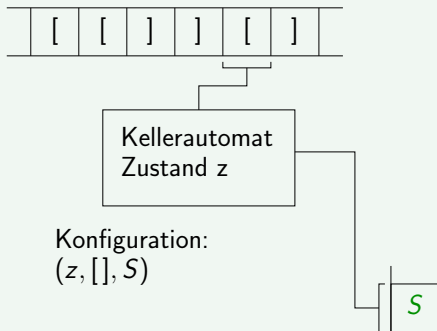 [ [ ] ] [ ]
Kellerautomat
Zustand z
Konfiguration:
(z, [], S)
S